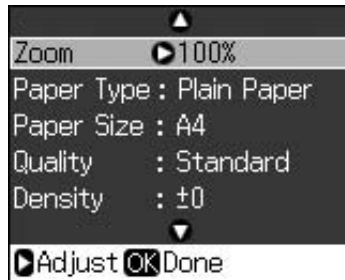 Zoom 100%
Paper Type : Plain Paper
Paper Size : A4
Quality : Standard
Density : ±0
Adjust OK Done